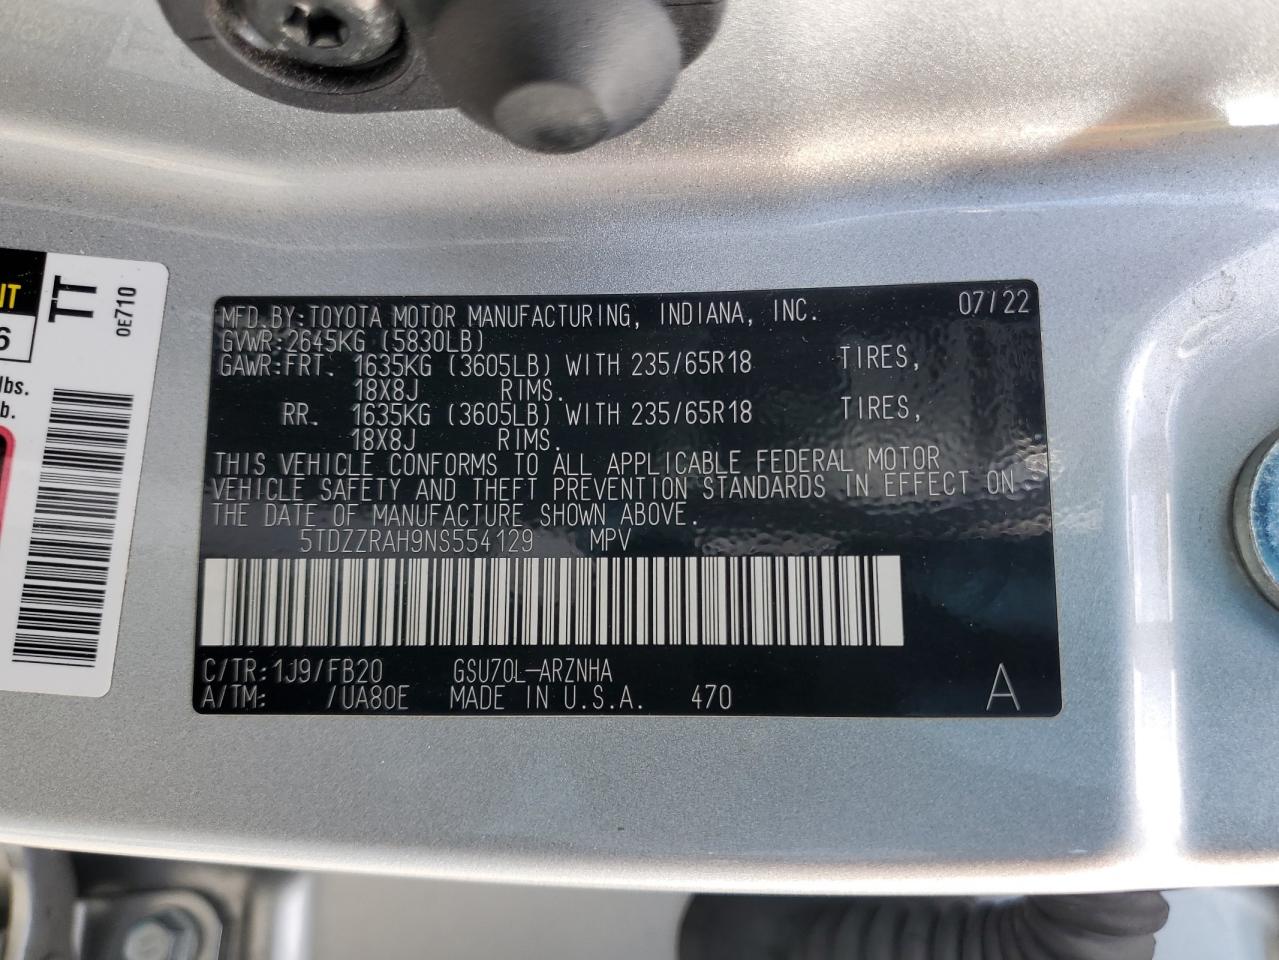 MFD.BY:TOYOTA MOTOR MANUFACTURING, INDIANA, INC. 07/22
GVWR:2645KG (5830LB)
GAWR:FRT. 1635KG (3605LB) WITH 235/65R18 TIRES,
18X8J RIMS.
RR. 1635KG (3605LB) WITH 235/65R18 TIRES,
18X8J RIMS.
THIS VEHICLE CONFORMS TO ALL APPLICABLE FEDERAL MOTOR
VEHICLE SAFETY AND THEFT PREVENTION STANDARDS IN EFFECT ON
THE DATE OF MANUFACTURE SHOWN ABOVE.
5TDZZRAH9NS554129 MPV
C/TR:1J9/FB20 GSU70L-ARZNHA
A/TM: /UA80E MADE IN U.S.A. 470 A
TT
0E710
IT
6
lbs.
b.